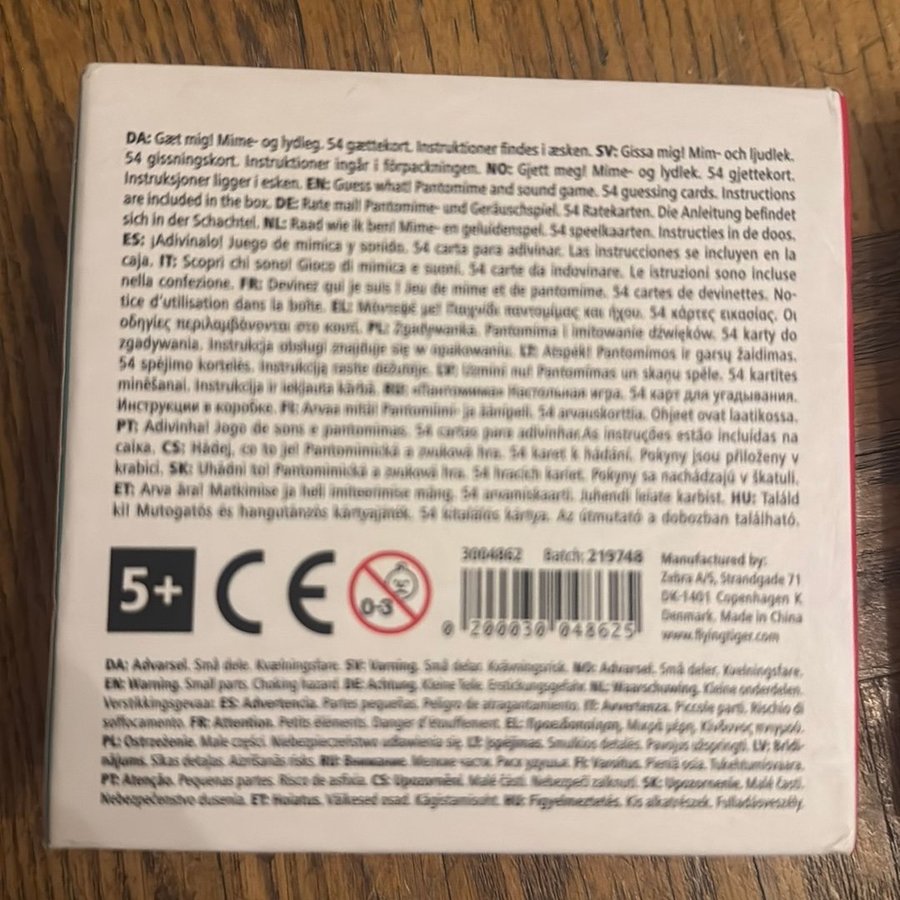 DA: Gæt mig! Mime- og lydleg. 54 gættekort. Instruktioner findes i æsken. SV: Gissa mig! Mim- och ljudlek.
54 gissningskort. Instruktioner ingår i förpackningen. NO: Gjett meg! Mime- og lydlek. 54 gjettekort.
Instruksjoner ligger i esken. EN: Guess what! Pantomime and sound game. 54 guessing cards. Instructions
are included in the box. DE: Rate mal! Pantomime- und Geräuschspiel. 54 Ratekarten. Die Anleitung befindet
sich in der Schachtel. NL: Raad wie ik ben! Mime- en geluidenspel. 54 speelkaarten. Instructies in de doos.
ES: ¡Adivínalo! Juego de mímica y sonido. 54 carta para adivinar. Las instrucciones se incluyen en la
caja. IT: Scopri chi sono! Gioco di mimica e suoni. 54 carte da indovinare. Le istruzioni sono incluse
nella confezione. FR: Devinez qui je suis ! Jeu de mime et de pantomime. 54 cartes de devinettes. No-
tice d'utilisation dans la boîte. EL: Μάντεψέ με! Παιχνίδι παντομίμας και ήχου. 54 κάρτες εικασίας. Οι
οδηγίες περιλαμβάνονται στο κουτί. PL: Zgadywanka. Pantomima i imitowanie dźwięków. 54 karty do
zgadywania. Instrukcja obsługi znajduje się w opakowaniu. LT: Atspėk! Pantomimos ir garsų žaidimas.
54 spėjimo kortelės. Instrukcija rasite dėžutėje. LV: Uzmini nu! Pantomīmas un skaņu spēle. 54 kartītes
minēšanai. Instrukcija ir iekļauta kārbā. RU: «Пантомима» Настольная игра. 54 карт для угадывания.
Инструкции в коробке. FI: Arvaa mitä! Pantomiimi- ja äänipeli. 54 arvauskorttia. Ohjeet ovat laatikossa.
PT: Adivinha! Jogo de sons e pantomimas. 54 cartas para adivinhar.As instruções estão incluídas na
caixa. CS: Hádej, co to je! Pantomimická a zvuková hra. 54 karet k hádání. Pokyny jsou přiloženy v
krabici. SK: Uhádni to! Pantomimická a zvuková hra. 54 hracích kariet. Pokyny sa nachádzajú v škatuli.
ET: Arva ära! Matkimise ja heli imiteerimise mäng. 54 arvamiskaarti. Juhendi leiate karbist. HU: Találd
ki! Mutogatós és hangutánzós kártyajáték. 54 kitalálós kártya. Az útmutató a dobozban található.
5+ CE 0-3
3004862 Batch: 219748
0 200030 048625
Manufactured by:
Zebra A/S, Strandgade 71
DK-1401 Copenhagen K
Denmark. Made in China
www.flyingtiger.com
DA: Advarsel. Små dele. Kvælningsfare. SV: Varning. Små delar. Kvävningsrisk. NO: Advarsel. Små deler. Kvelningsfare.
EN: Warning. Small parts. Choking hazard. DE: Achtung. Kleine Teile. Erstickungsgefahr. NL: Waarschuwing. Kleine onderdelen.
Verstikkingsgevaar. ES: Advertencia. Partes pequeñas. Peligro de atragantamiento. IT: Avvertenza. Piccole parti. Rischio di
soffocamento. FR: Attention. Petits éléments. Danger d'étouffement. EL: Προειδοποίηση. Μικρά μέρη. Κίνδυνος πνιγμού.
PL: Ostrzeżenie. Małe części. Niebezpieczeństwo udławienia się. LT: Įspėjimas. Smulkios detalės. Pavojus užspringti. LV: Brīdi-
nājums. Sīkas detaļas. Aizrīšanās risks. RU: Внимание. Мелкие части. Риск удушья. FI: Varoitus. Pieniä osia. Tukehtumisvaara.
PT: Atenção. Pequenas partes. Risco de asfixia. CS: Upozornění. Malé části. Nebezpečí zalknutí. SK: Upozornenie. Malé časti.
Nebezpečenstvo dusenia. ET: Hoiatus. Väikesed osad. Kägistamisoht. HU: Figyelmeztetés. Kis alkatrészek. Fulladásveszély.